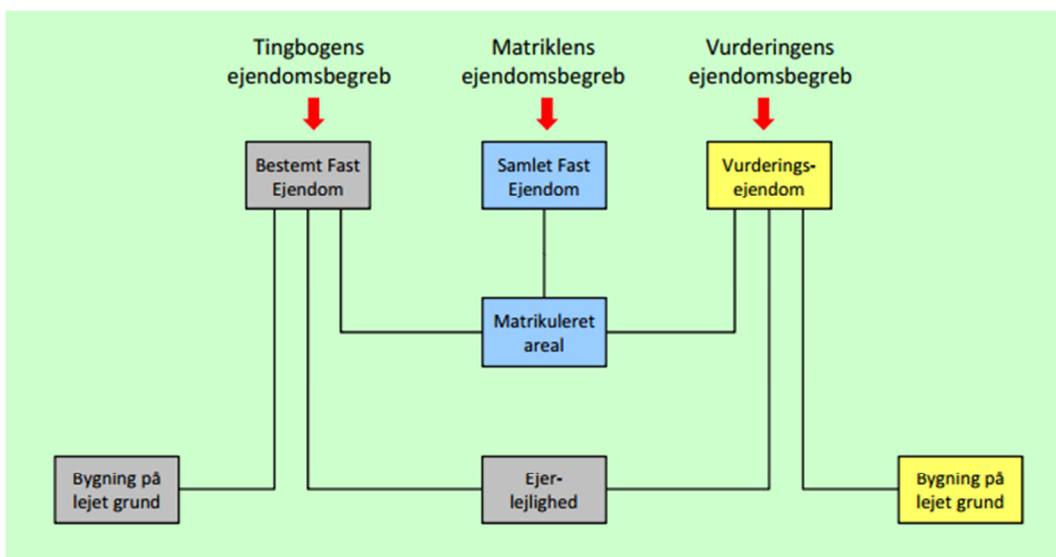 Tingbogens
ejendomsbegreb
Matriklens
ejendomsbegreb
Vurderingens
ejendomsbegreb
Bestemt Fast
Ejendom
Samlet Fast
Ejendom
Vurderings-
ejendom
Matrikuleret
areal
Bygning på
lejet grund
Ejer-
lejlighed
Bygning på
lejet grund